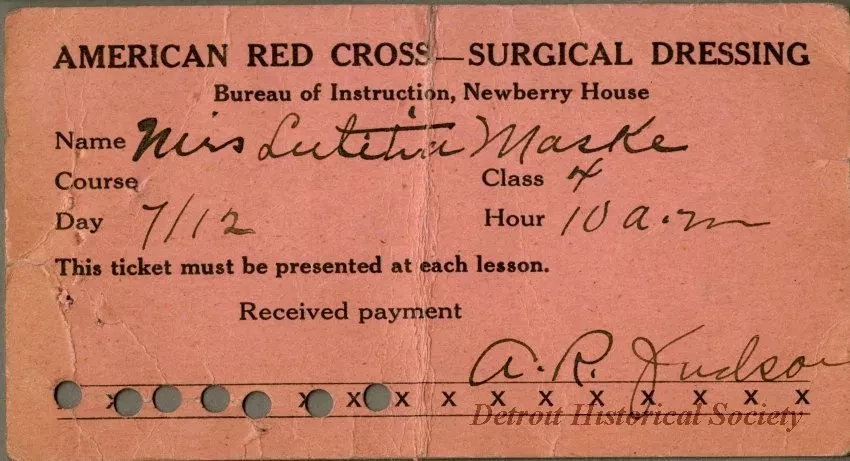 AMERICAN RED CROSS—SURGICAL DRESSING
Bureau of Instruction, Newberry House
Name Miss Lutitia Maske
Course Class 4
Day 7/12 Hour 10 a.m
This ticket must be presented at each lesson.
Received payment
A. R. Judson
x x x x x x x x x x x
Detroit Historical Society